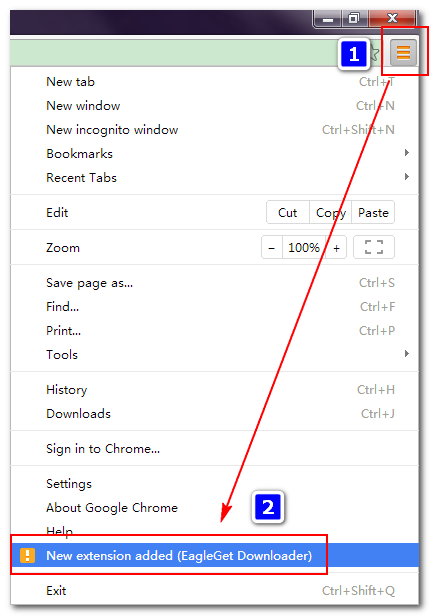 1
New tab Ctrl+T
New window Ctrl+N
New incognito window Ctrl+Shift+N
Bookmarks
Recent Tabs
Edit Cut Copy Paste
Zoom − 100% +
Save page as... Ctrl+S
Find... Ctrl+F
Print... Ctrl+P
Tools
History Ctrl+H
Downloads Ctrl+J
Sign in to Chrome...
Settings
About Google Chrome
2
Help
New extension added (EagleGet Downloader)
Exit Ctrl+Shift+Q